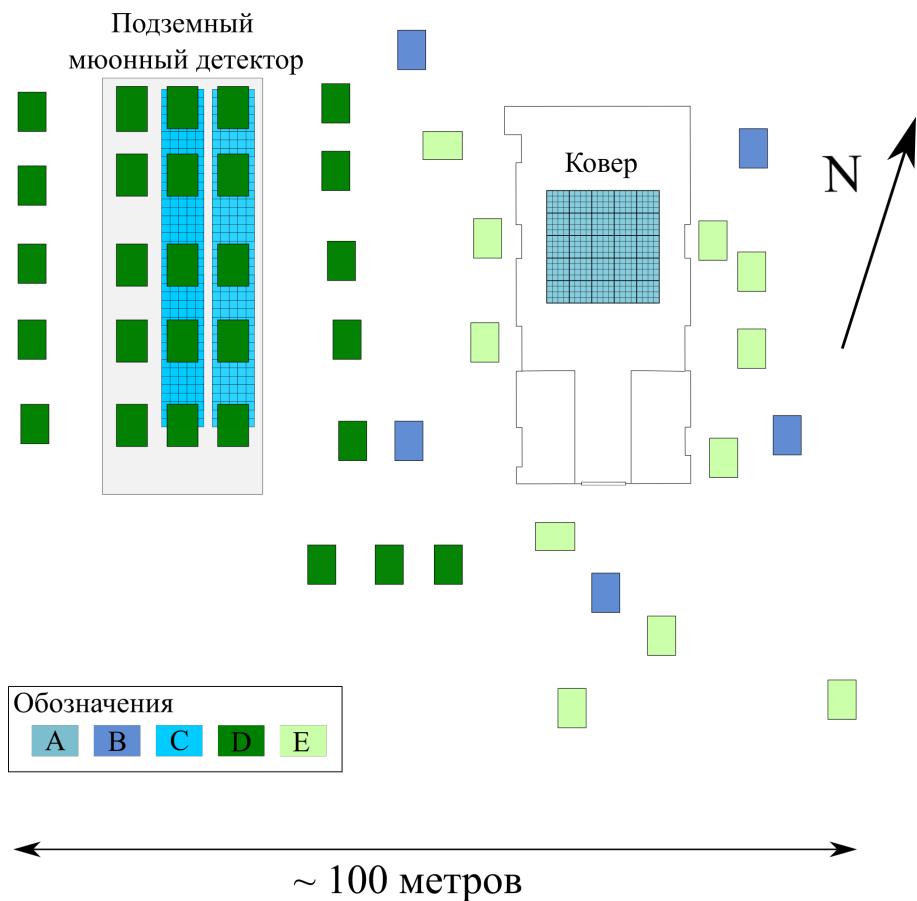 Подземный
мюонный детектор
Ковер
N
Обозначения
A B C D E
~ 100 метров